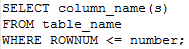 SELECT column_name(s)
FROM table_name
WHERE ROWNUM <= number;